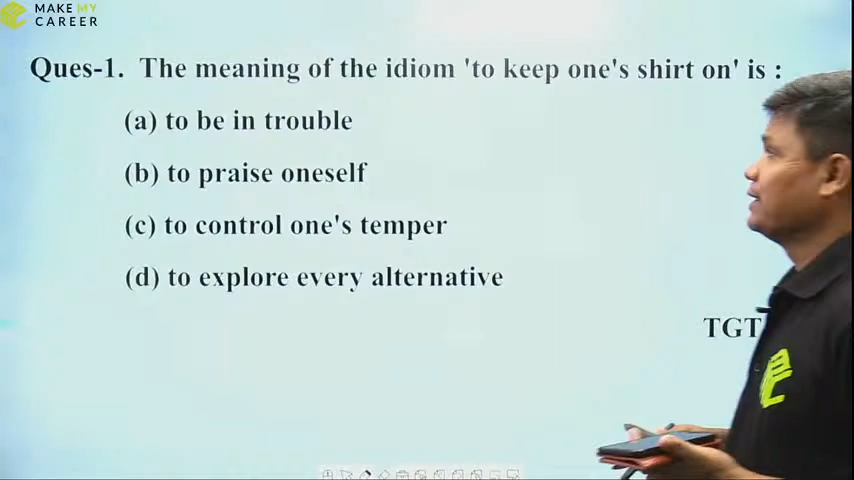 MAKE MY
CAREER
Ques-1. The meaning of the idiom 'to keep one's shirt on' is :
(a) to be in trouble
(b) to praise oneself
(c) to control one's temper
(d) to explore every alternative
TGT